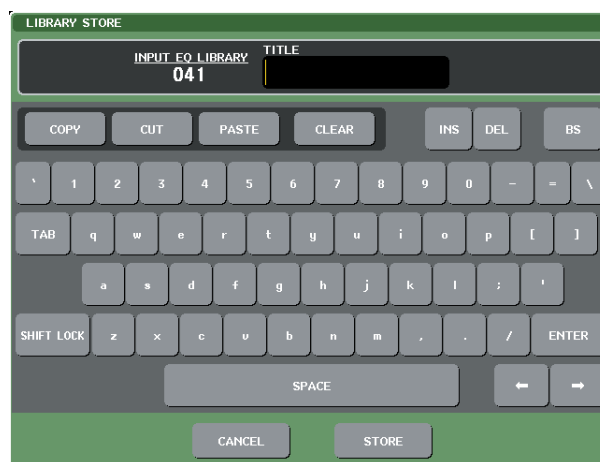 LIBRARY STORE
INPUT EQ LIBRARY TITLE
041
COPY CUT PASTE CLEAR INS DEL BS
` 1 2 3 4 5 6 7 8 9 0 - = \
TAB q w e r t y u i o p [ ]
a s d f g h j k l ; '
SHIFT LOCK z x c v b n m , . / ENTER
SPACE ← →
CANCEL STORE